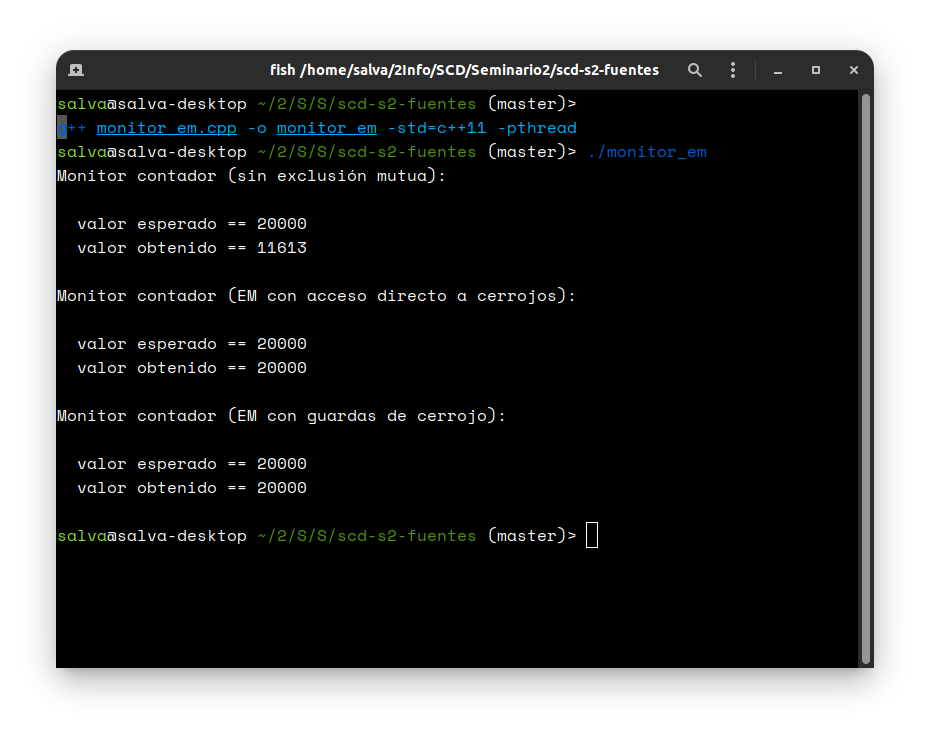 fish /home/salva/2Info/SCD/Seminario2/scd-s2-fuentes
salva@salva-desktop ~/2/S/S/scd-s2-fuentes (master)>
g++ monitor_em.cpp -o monitor_em -std=c++11 -pthread
salva@salva-desktop ~/2/S/S/scd-s2-fuentes (master)> ./monitor_em
Monitor contador (sin exclusión mutua):
valor esperado == 20000
valor obtenido == 11613
Monitor contador (EM con acceso directo a cerrojos):
valor esperado == 20000
valor obtenido == 20000
Monitor contador (EM con guardas de cerrojo):
valor esperado == 20000
valor obtenido == 20000
salva@salva-desktop ~/2/S/S/scd-s2-fuentes (master)>